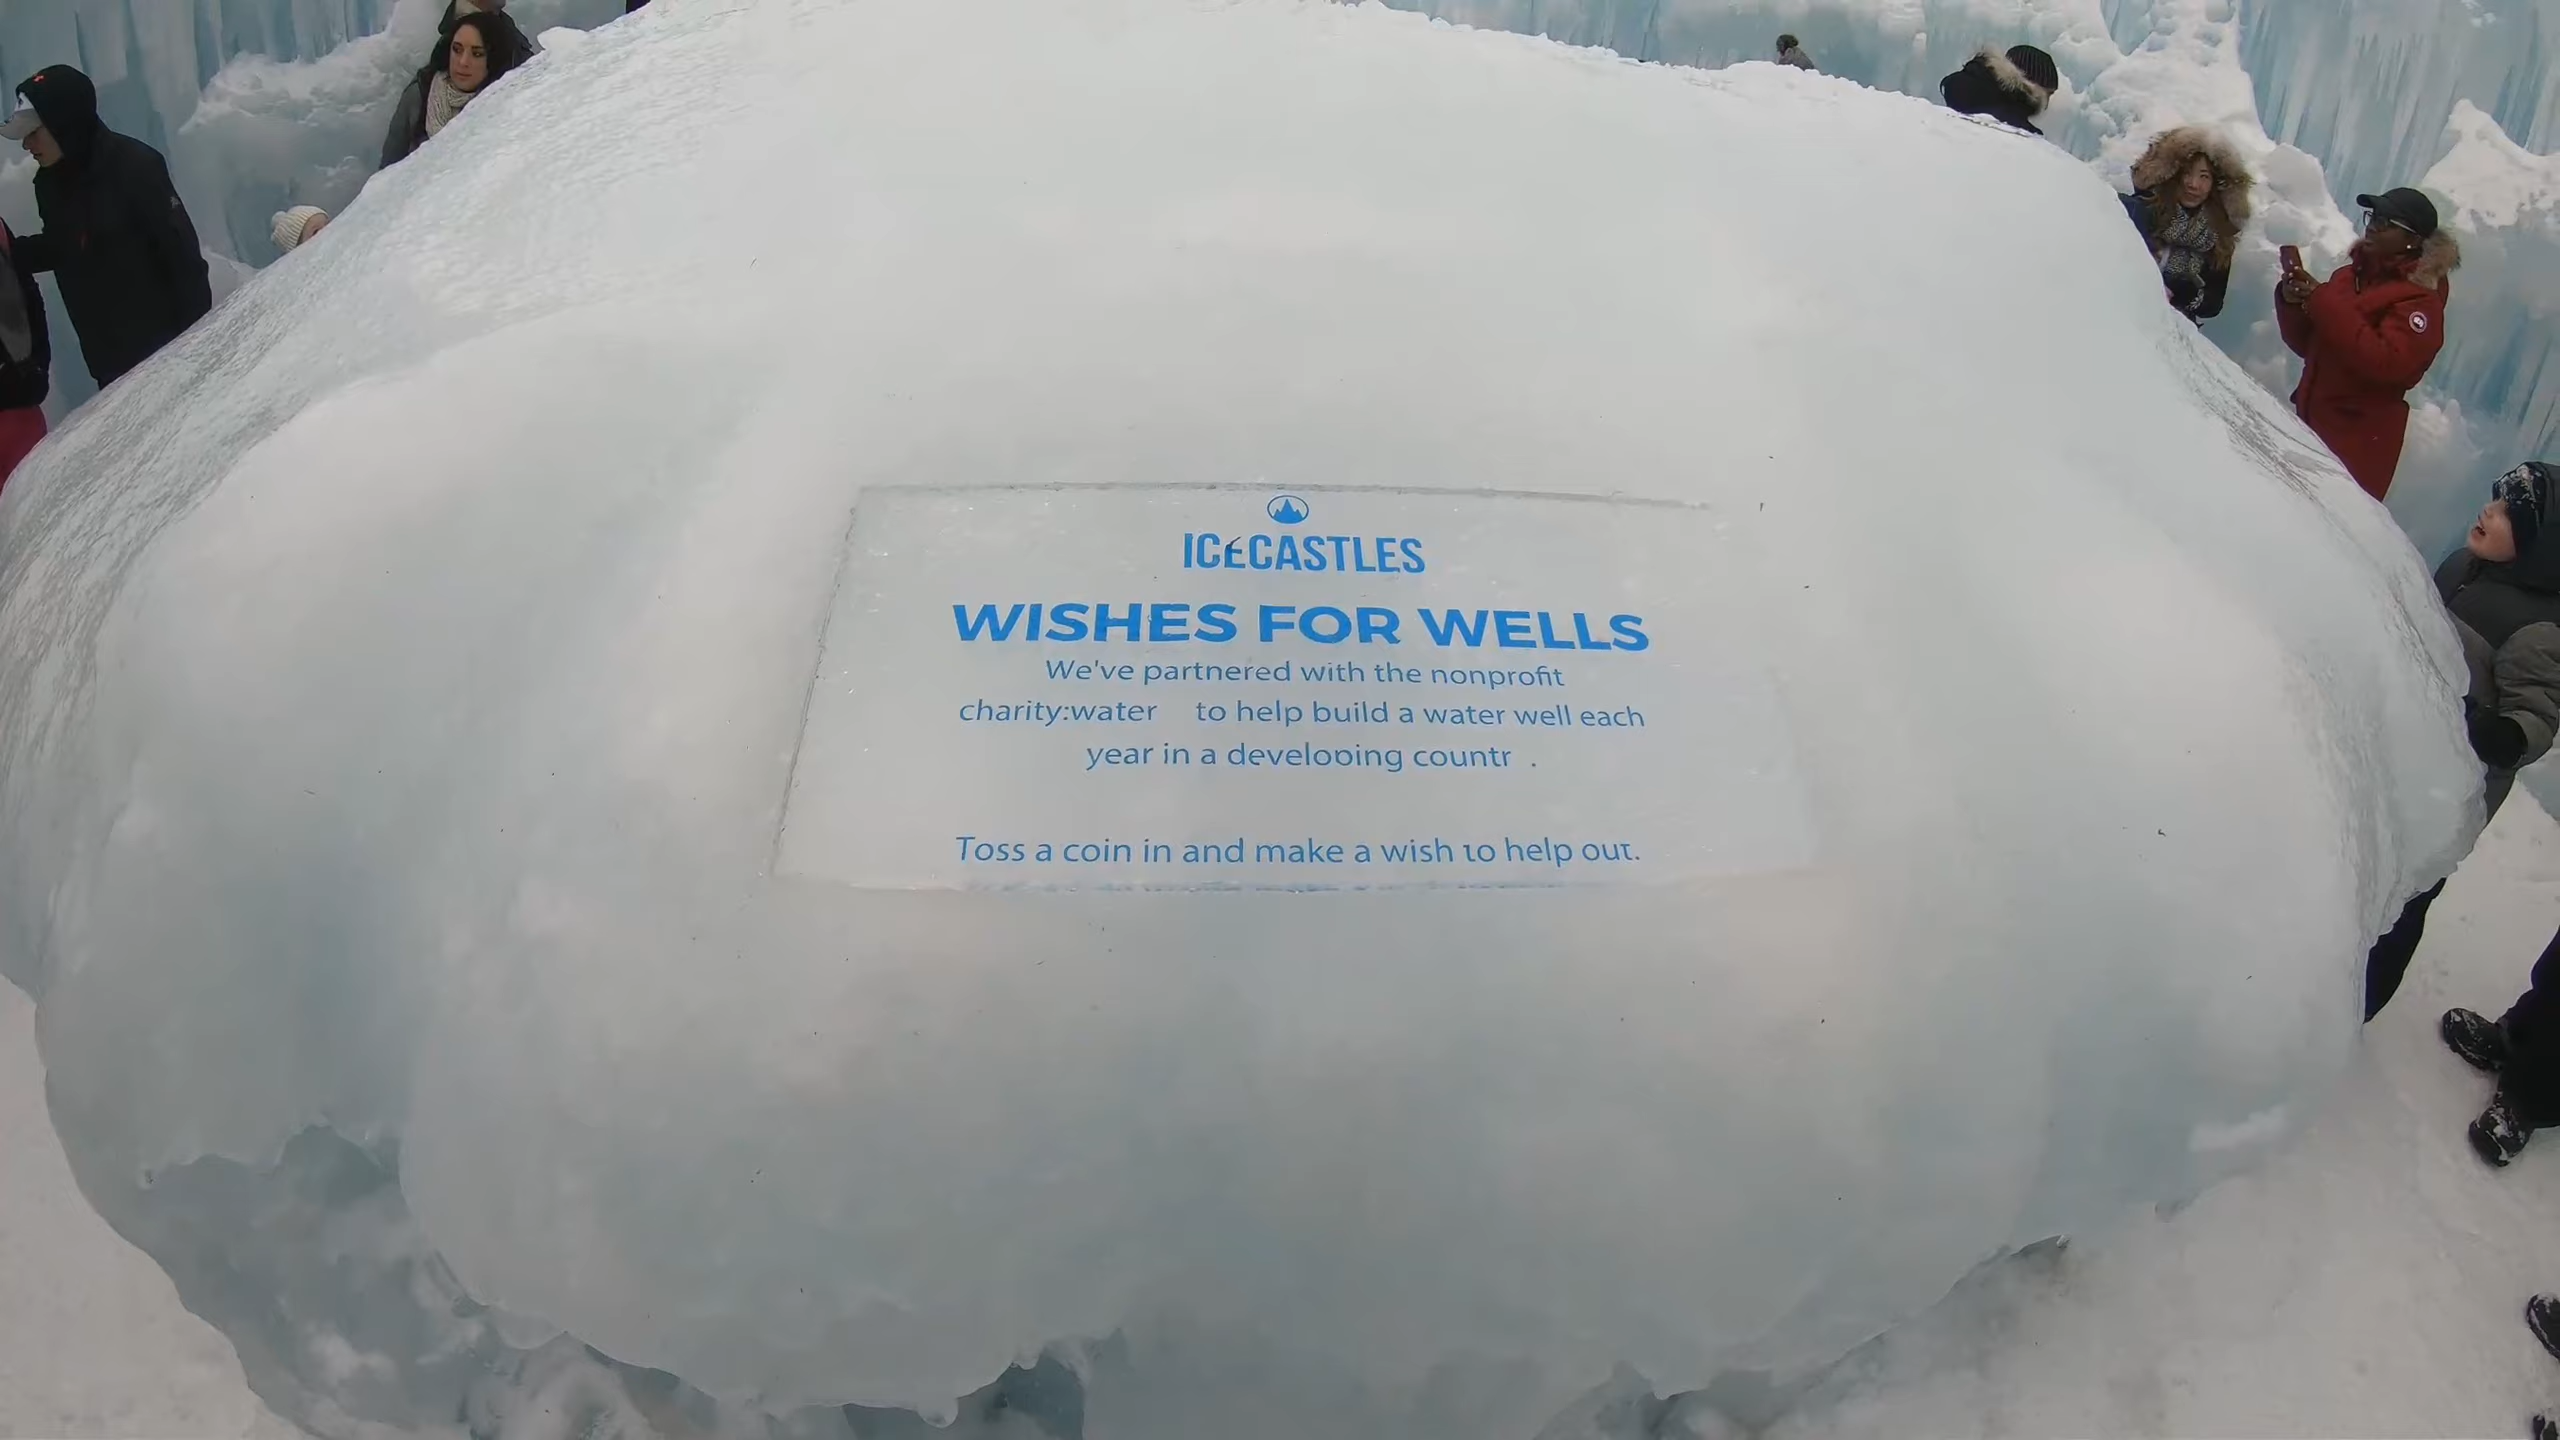 ICECASTLES
WISHES FOR WELLS
We've partnered with the nonprofit
charity:water to help build a water well each
year in a developing countr .
Toss a coin in and make a wish to help out.